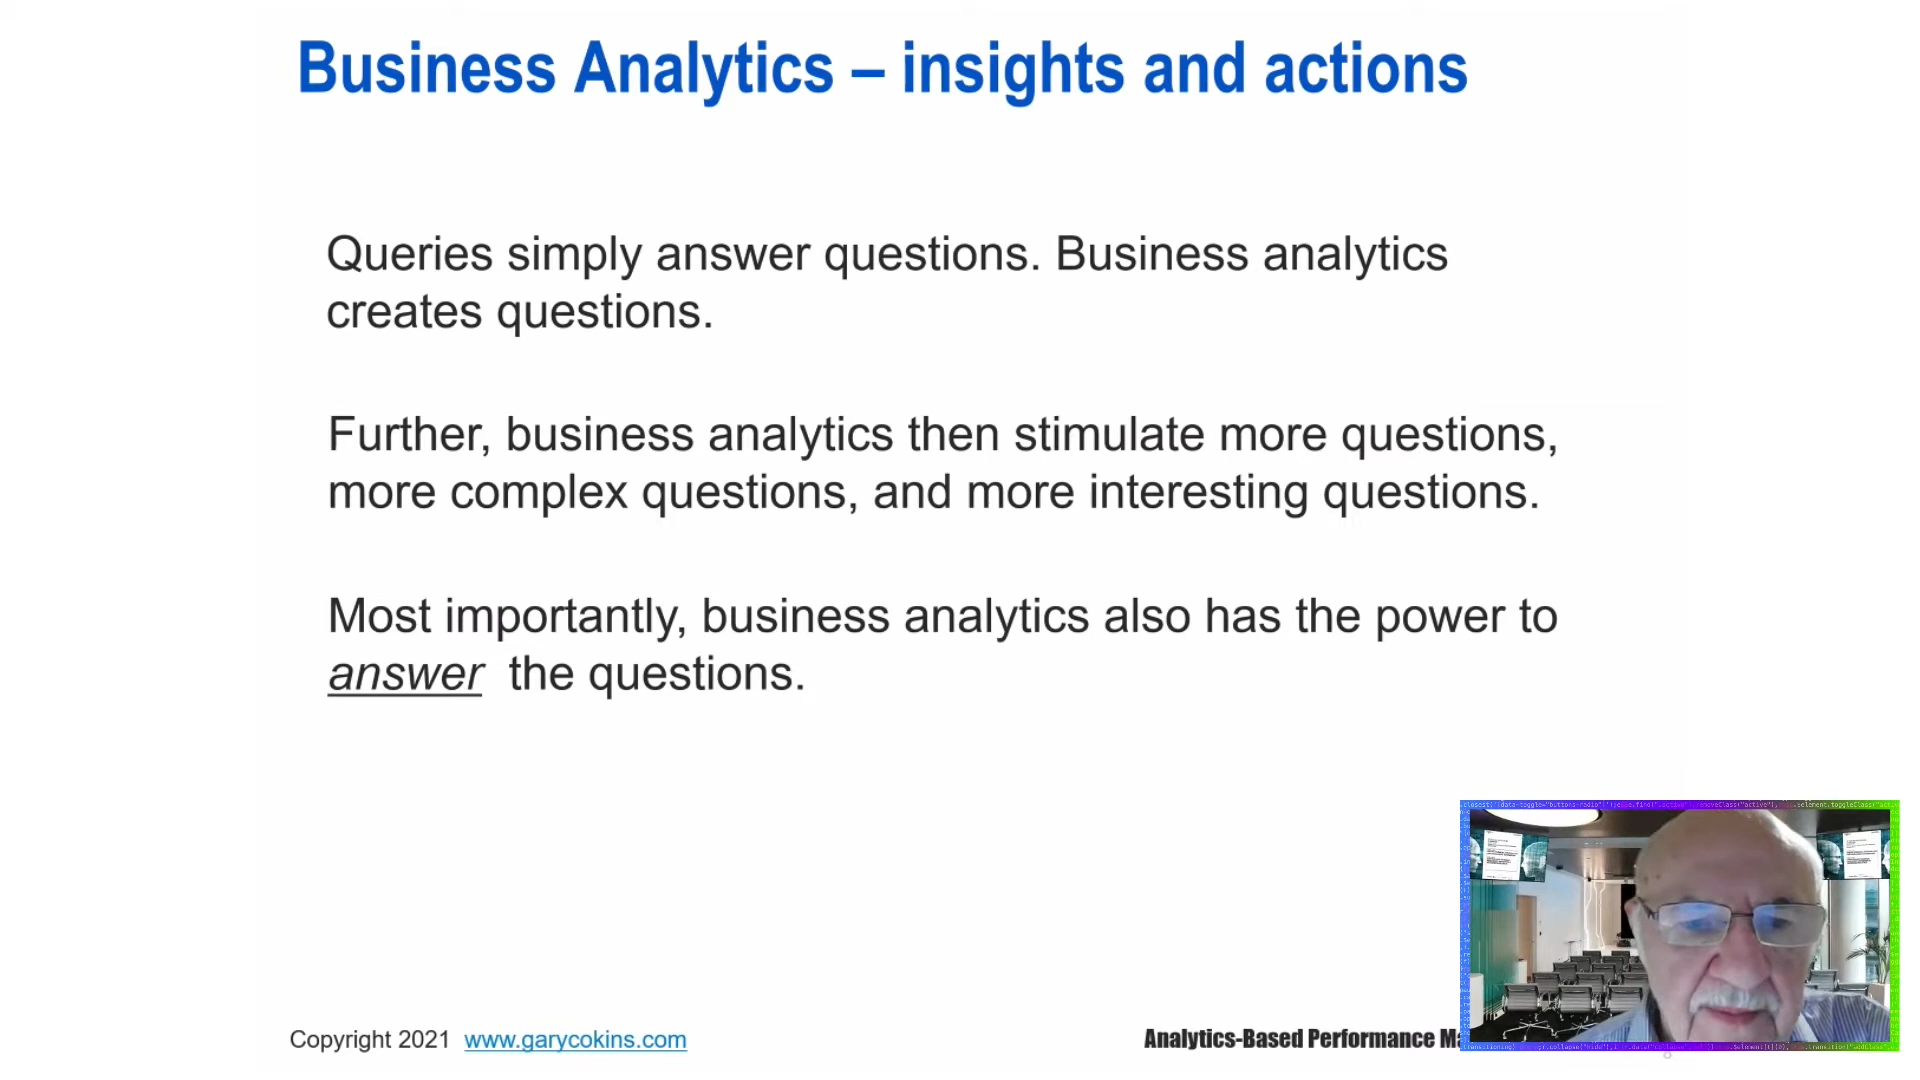 Business Analytics – insights and actions
Queries simply answer questions. Business analytics
creates questions.
Further, business analytics then stimulate more questions,
more complex questions, and more interesting questions.
Most importantly, business analytics also has the power to
answer the questions.
Copyright 2021 www.garycokins.com
Analytics-Based Performance